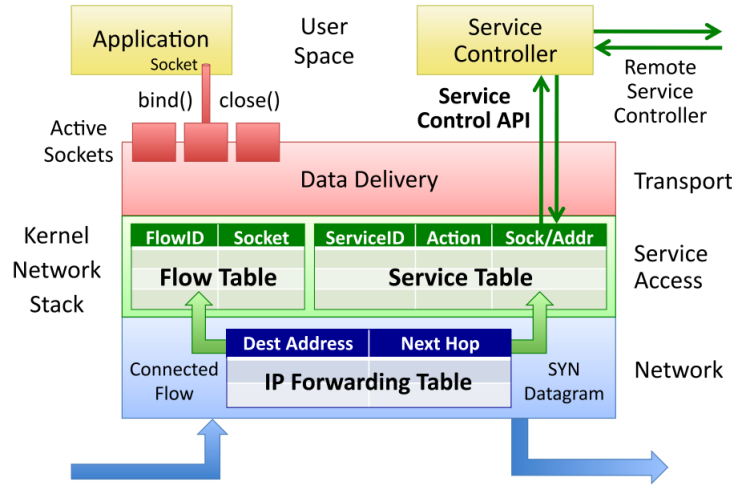 Application
Socket
User
Space
Service
Controller
Remote
Service
Controller
bind()
close()
Service
Control API
Active
Sockets
Data Delivery
Transport
Kernel
Network
Stack
FlowID
Socket
Flow Table
ServiceID
Action
Sock/Addr
Service Table
Service
Access
Dest Address
Next Hop
IP Forwarding Table
Connected
Flow
SYN
Datagram
Network